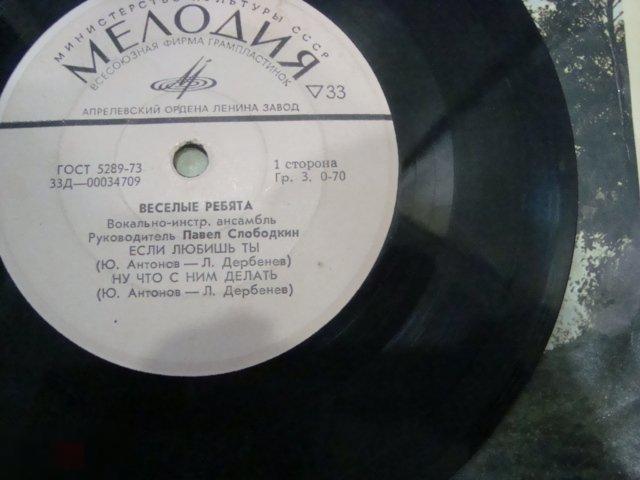 МИНИСТЕРСТВО КУЛЬТУРЫ СССР
МЕЛОДИЯ
ВСЕСОЮЗНАЯ ФИРМА ГРАМПЛАСТИНОК
▽33
АПРЕЛЕВСКИЙ ОРДЕНА ЛЕНИНА ЗАВОД
ГОСТ 5289-73
33Д—00034709
1 сторона
Гр. 3. 0-70
ВЕСЕЛЫЕ РЕБЯТА
Вокально-инстр. ансамбль
Руководитель Павел Слободкин
ЕСЛИ ЛЮБИШЬ ТЫ
(Ю. Антонов — Л. Дербенев)
НУ ЧТО С НИМ ДЕЛАТЬ
(Ю. Антонов — Л. Дербенев)